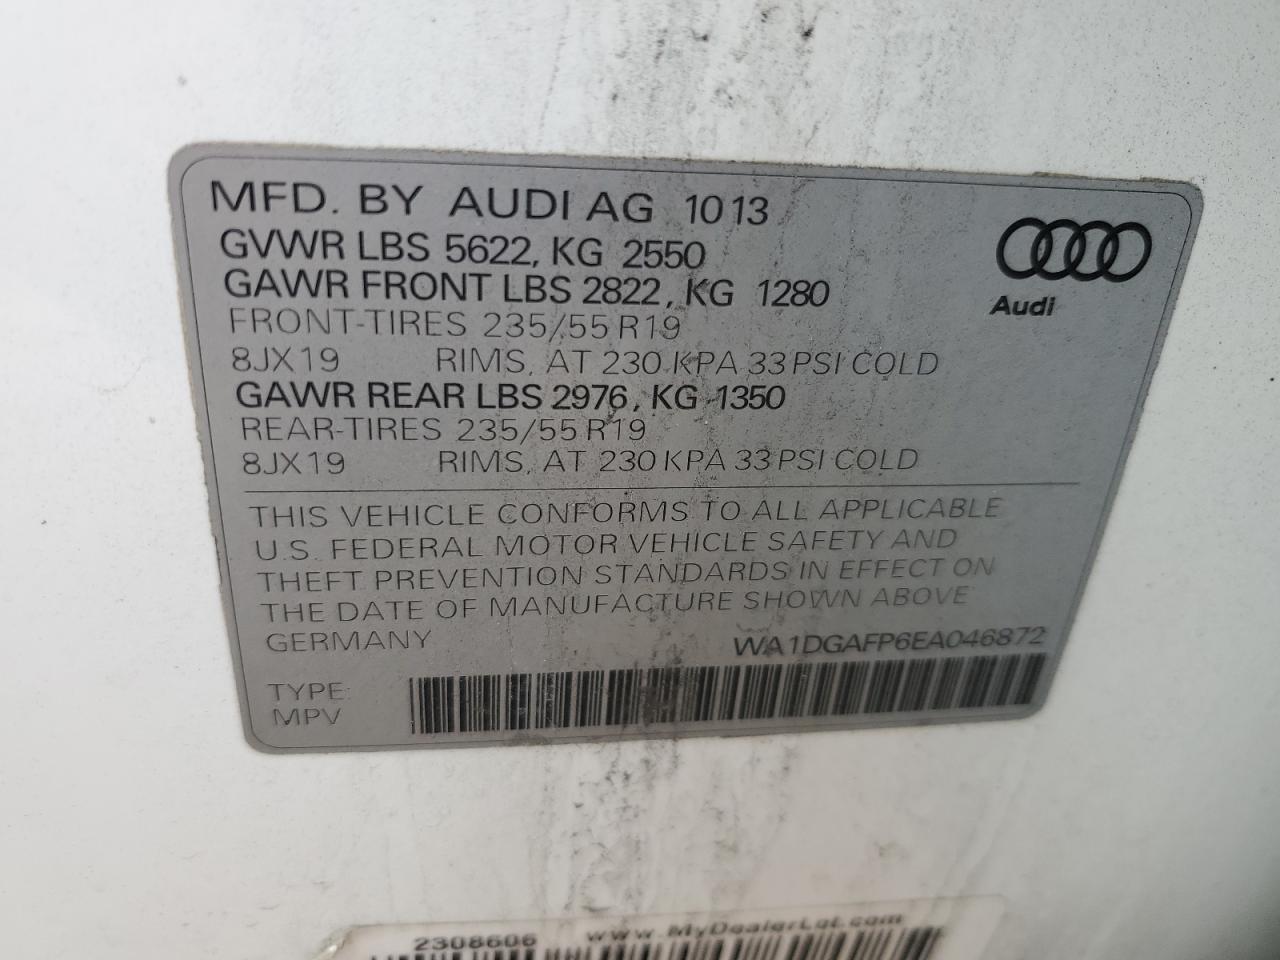 MFD. BY AUDI AG 10 13
GVWR LBS 5622, KG 2550
GAWR FRONT LBS 2822, KG 1280
FRONT-TIRES 235/55 R19
8JX19 RIMS, AT 230 KPA 33 PSI COLD
GAWR REAR LBS 2976, KG 1350
REAR-TIRES 235/55 R19
8JX19 RIMS, AT 230 KPA 33 PSI COLD
Audi
THIS VEHICLE CONFORMS TO ALL APPLICABLE
U.S. FEDERAL MOTOR VEHICLE SAFETY AND
THEFT PREVENTION STANDARDS IN EFFECT ON
THE DATE OF MANUFACTURE SHOWN ABOVE
GERMANY WA1DGAFP6EA046872
TYPE:
MPV
2308606 www.MyDealerLot.com